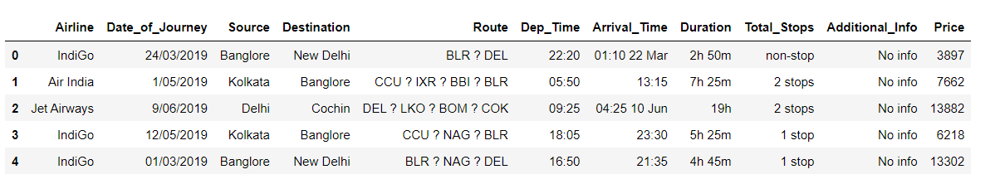 Airline Date_of_Journey Source Destination Route Dep_Time Arrival_Time Duration Total_Stops Additional_Info Price
0 IndiGo 24/03/2019 Banglore New Delhi BLR ? DEL 22:20 01:10 22 Mar 2h 50m non-stop No info 3897
1 Air India 1/05/2019 Kolkata Banglore CCU ? IXR ? BBI ? BLR 05:50 13:15 7h 25m 2 stops No info 7662
2 Jet Airways 9/06/2019 Delhi Cochin DEL ? LKO ? BOM ? COK 09:25 04:25 10 Jun 19h 2 stops No info 13882
3 IndiGo 12/05/2019 Kolkata Banglore CCU ? NAG ? BLR 18:05 23:30 5h 25m 1 stop No info 6218
4 IndiGo 01/03/2019 Banglore New Delhi BLR ? NAG ? DEL 16:50 21:35 4h 45m 1 stop No info 13302